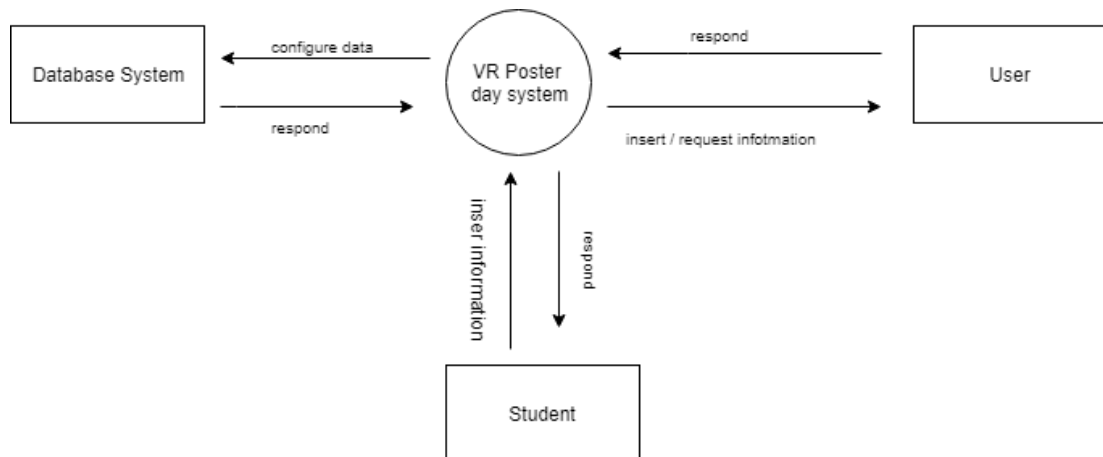 configure data
respond
Database System
VR Poster
day system
User
respond
insert / request infotmation
inser information
respond
Student